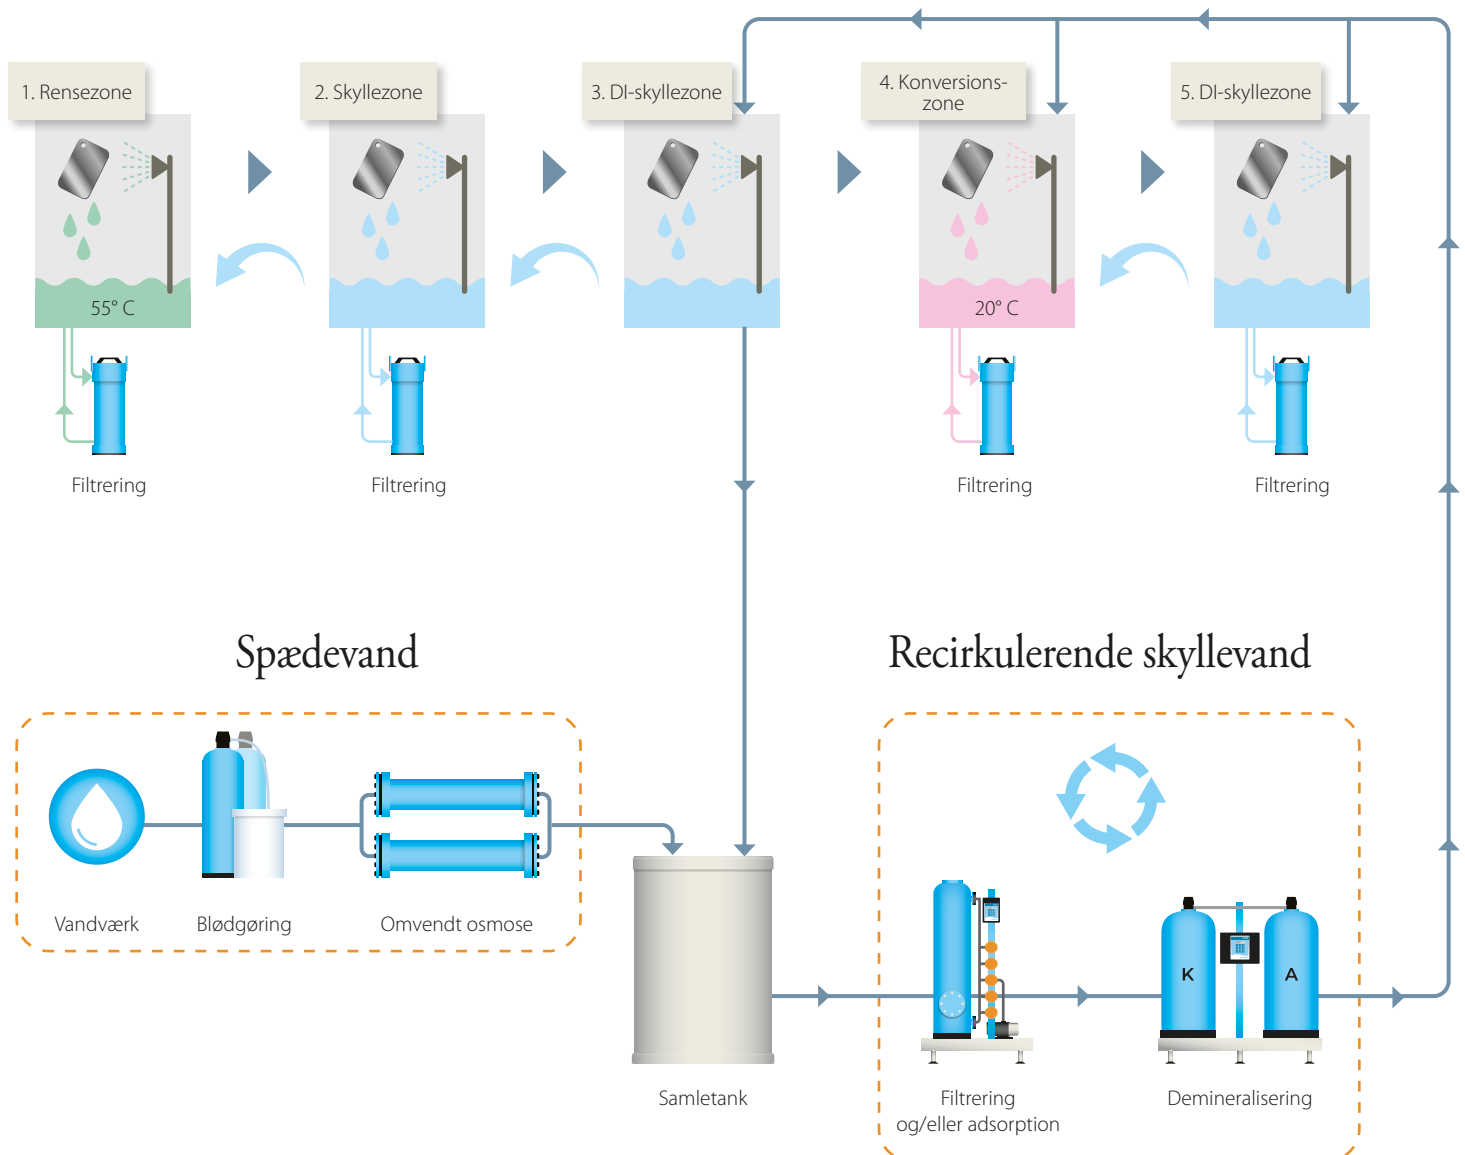 1. Rensezone
2. Skyllezone
3. DI-skyllezone
4. Konversions-
zone
5. DI-skyllezone
55° C
20° C
Filtrering
Filtrering
Filtrering
Filtrering
Spædevand
Recirkulerende skyllevand
Vandværk
Blødgøring
Omvendt osmose
K
A
Samletank
Filtrering
og/eller adsorption
Demineralisering